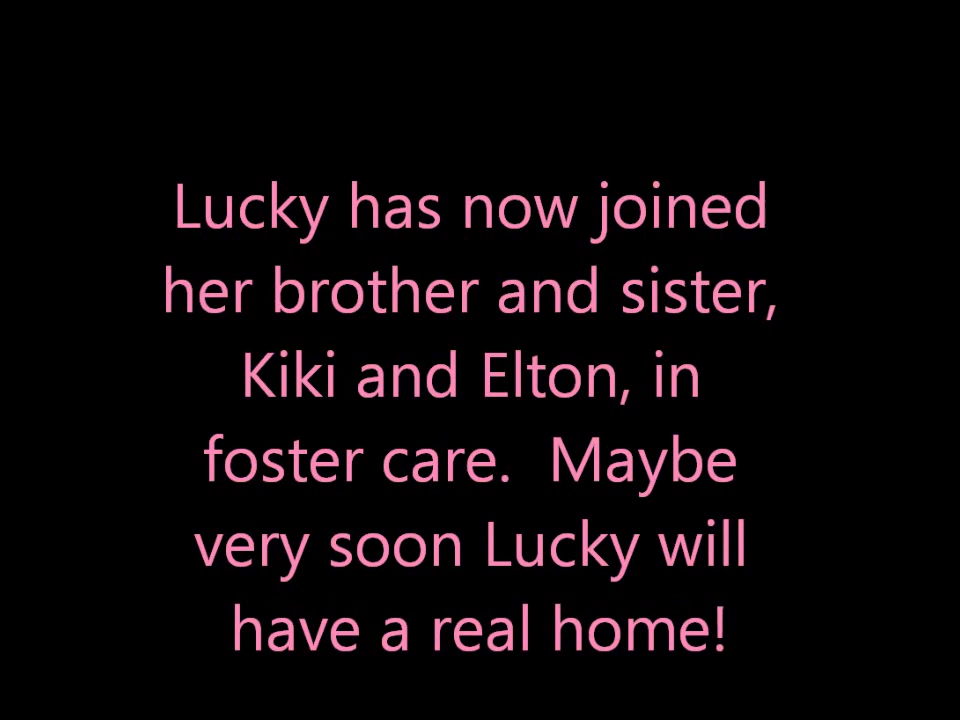 Lucky has now joined
her brother and sister,
Kiki and Elton, in
foster care.  Maybe
very soon Lucky will
have a real home!